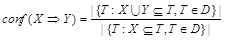 conf(X ⇒ Y) = |{T : X ∪ Y ⊆ T, T ∈ D}| / |{T : X ⊆ T, T ∈ D}|